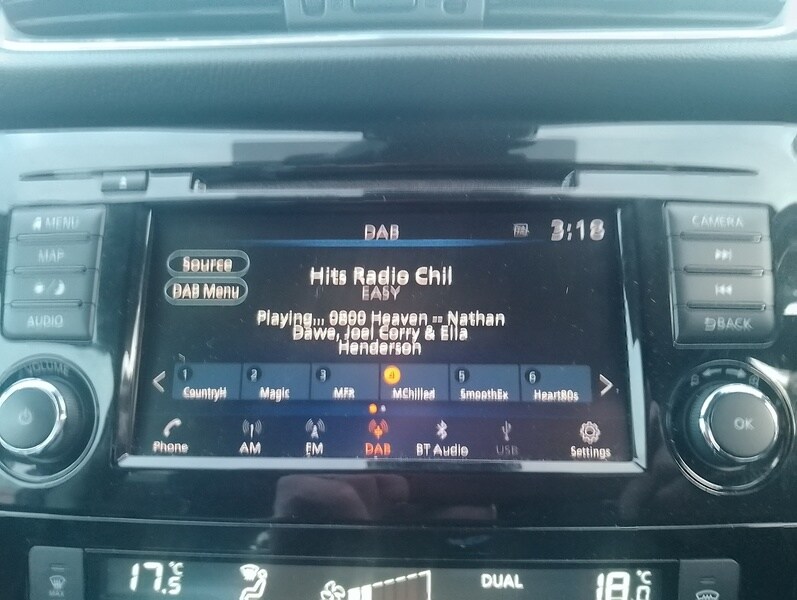 MENU
MAP
AUDIO
VOLUME
DAB
3:18
Source
DAB Menu
Hits Radio Chil
EASY
Playing... 0800 Heaven -- Nathan
Dawe, Joel Corry & Ella
Henderson
1 2 3 4 5 6
CountryH Magic MFR MChilled SmoothEx Heart80s
Phone AM FM DAB BT Audio USB Settings
CAMERA
BACK
OK
17.5 °C
DUAL
18.0 °C
MAX